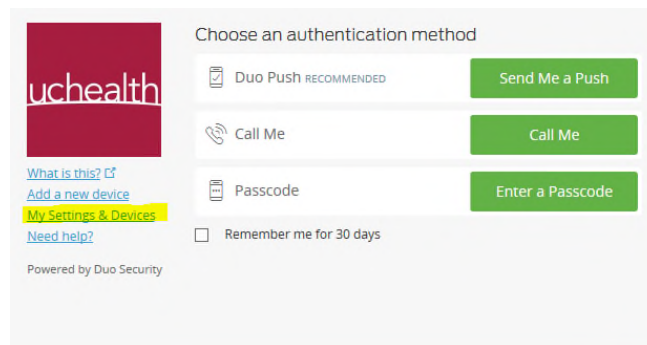 uchealth
What is this?
Add a new device
My Settings & Devices
Need help?
Powered by Duo Security
Choose an authentication method
Duo Push RECOMMENDED
Send Me a Push
Call Me
Call Me
Passcode
Enter a Passcode
Remember me for 30 days